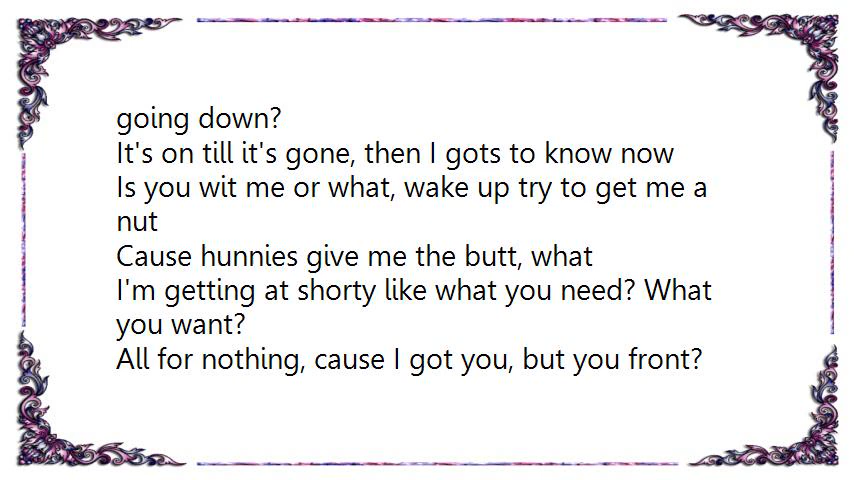 going down?
It's on till it's gone, then I gots to know now
Is you wit me or what, wake up try to get me a
nut
Cause hunnies give me the butt, what
I'm getting at shorty like what you need? What
you want?
All for nothing, cause I got you, but you front?